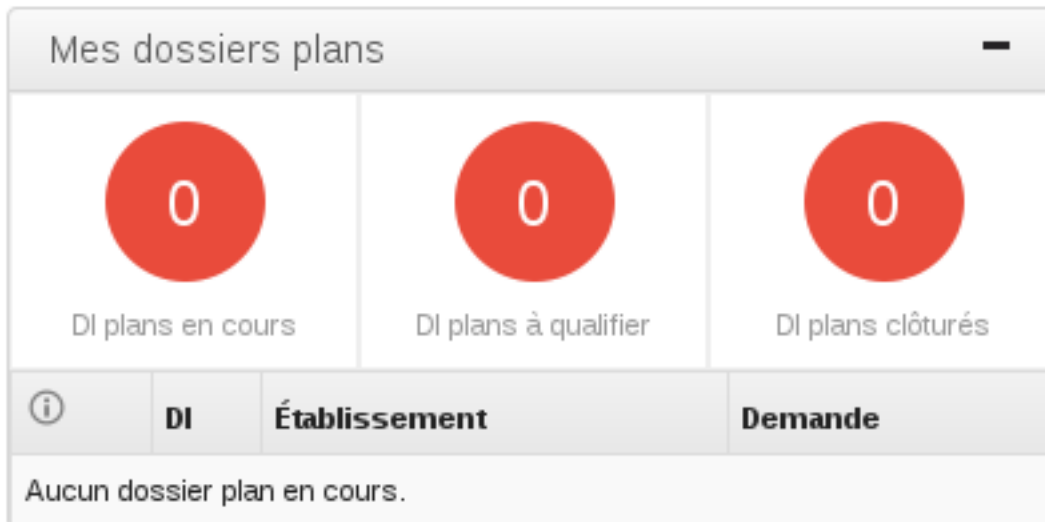 Mes dossiers plans
0 0 0
DI plans en cours DI plans à qualifier DI plans clôturés
DI Établissement Demande
Aucun dossier plan en cours.